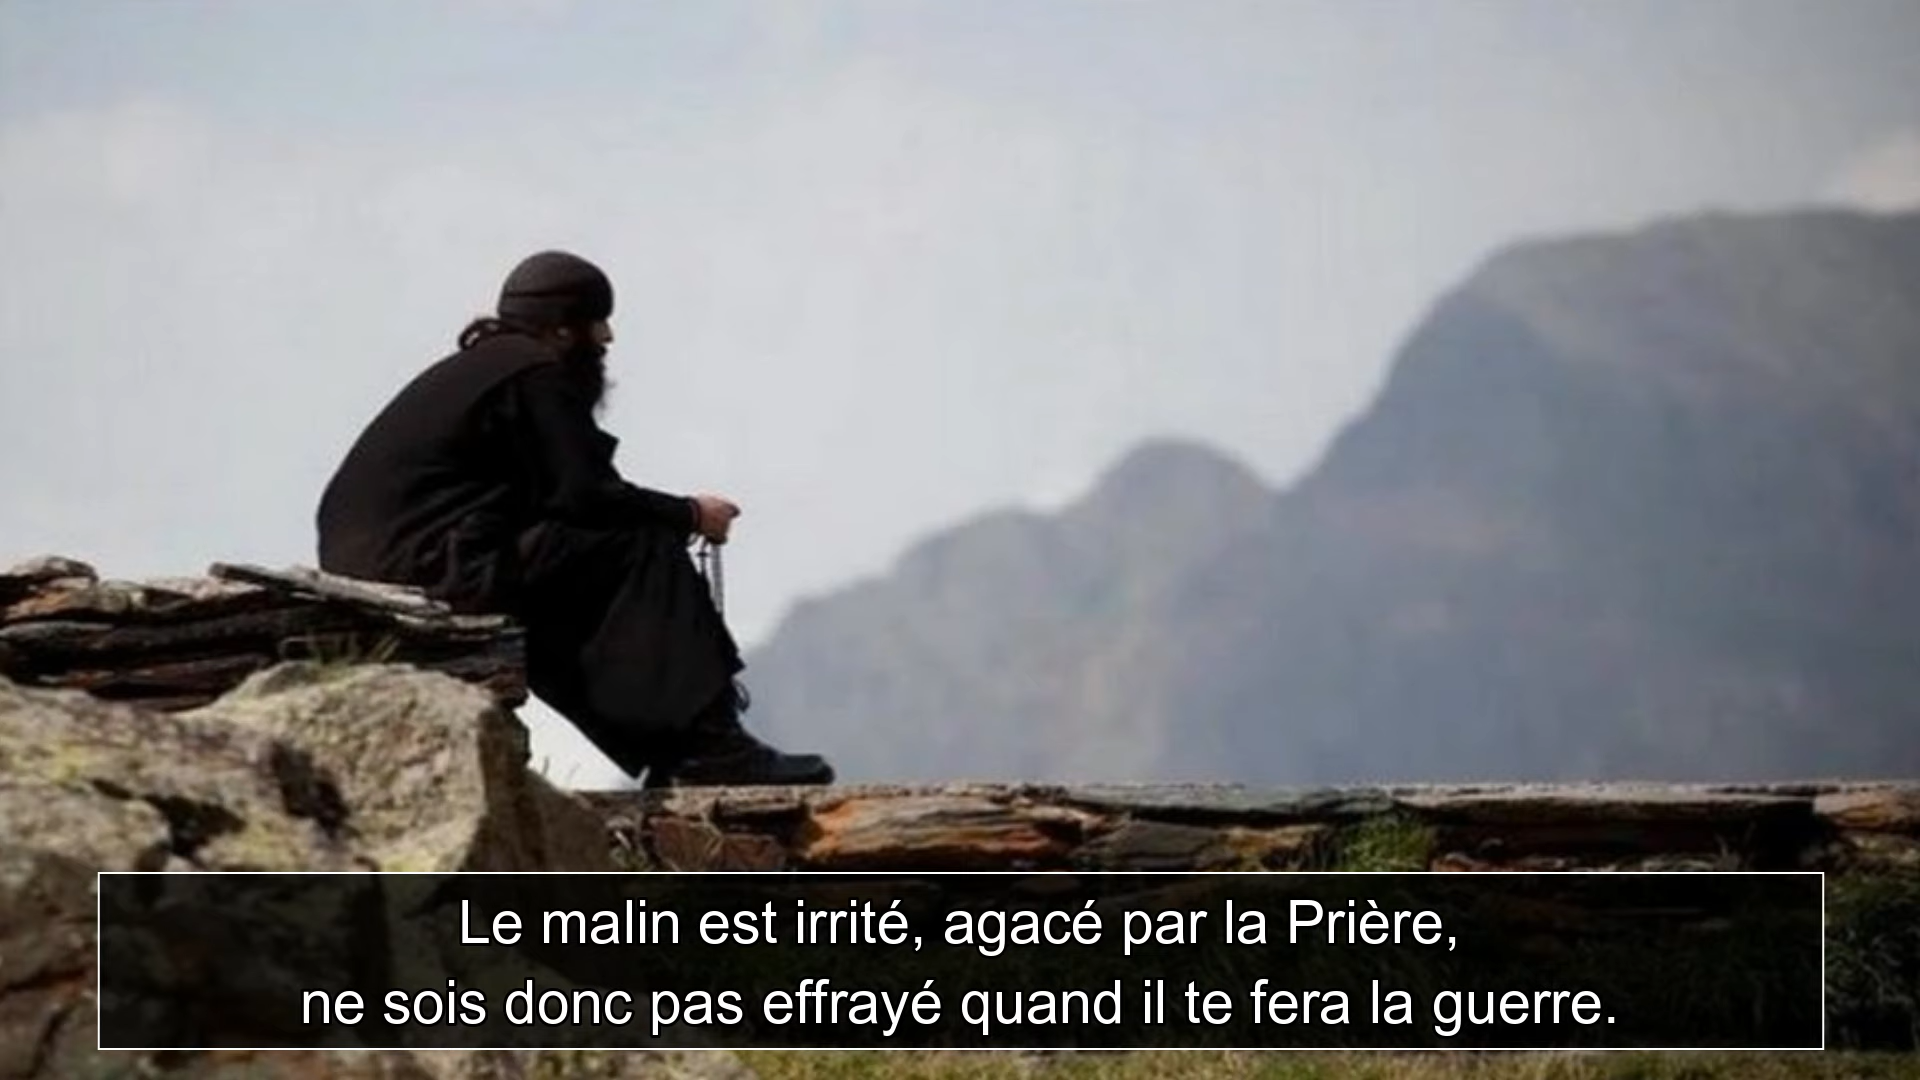 Le malin est irrité, agacé par la Prière,
ne sois donc pas effrayé quand il te fera la guerre.